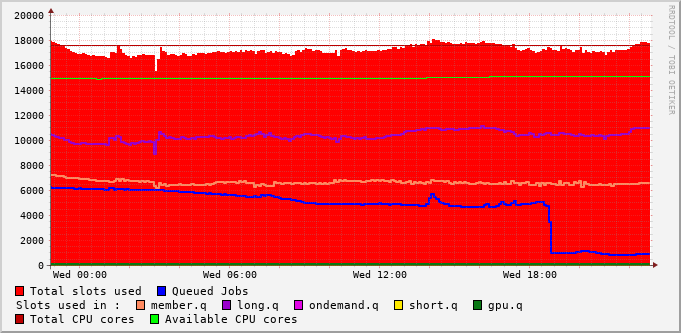 20000
18000
16000
14000
12000
10000
8000
6000
4000
2000
0
Wed 00:00 Wed 06:00 Wed 12:00 Wed 18:00
RRDTOOL / TOBI OETIKER
Total slots used Queued Jobs
Slots used in : member.q long.q ondemand.q short.q gpu.q
Total CPU cores Available CPU cores